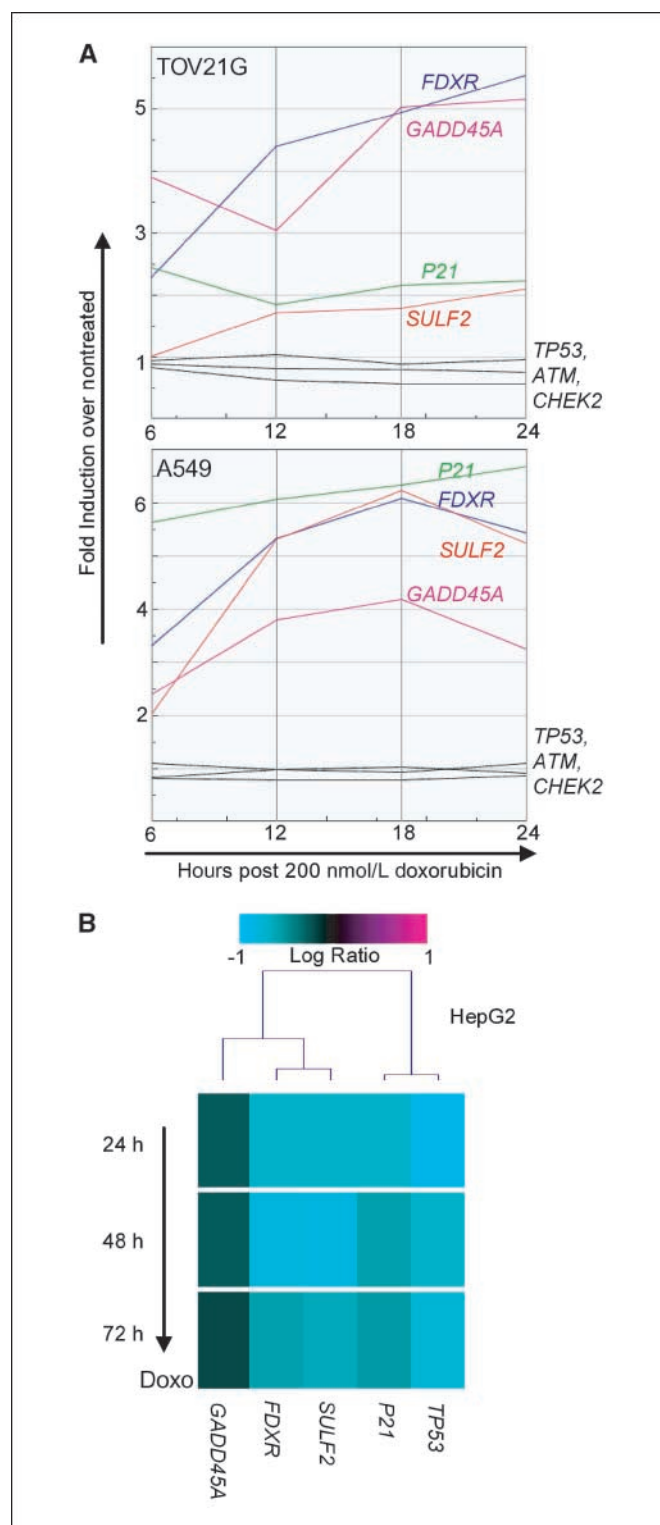 A
TOV21G
FDXR
5
GADD45A
3
P21
SULF2
1
TP53,
ATM,
CHEK2
6 12 18 24
Fold Induction over nontreated
A549
P21
6
FDXR
SULF2
4
GADD45A
2
TP53,
ATM,
CHEK2
6 12 18 24
Hours post 200 nmol/L doxorubicin
B
-1 Log Ratio 1
HepG2
24 h
48 h
72 h
Doxo
GADD45A
FDXR
SULF2
P21
TP53